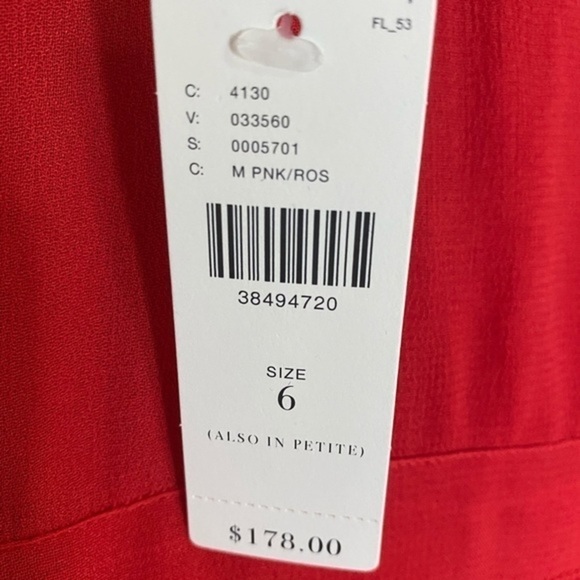 FL_53
C: 4130
V: 033560
S: 0005701
C: M PNK/ROS
38494720
SIZE
6
(ALSO IN PETITE)
$178.00